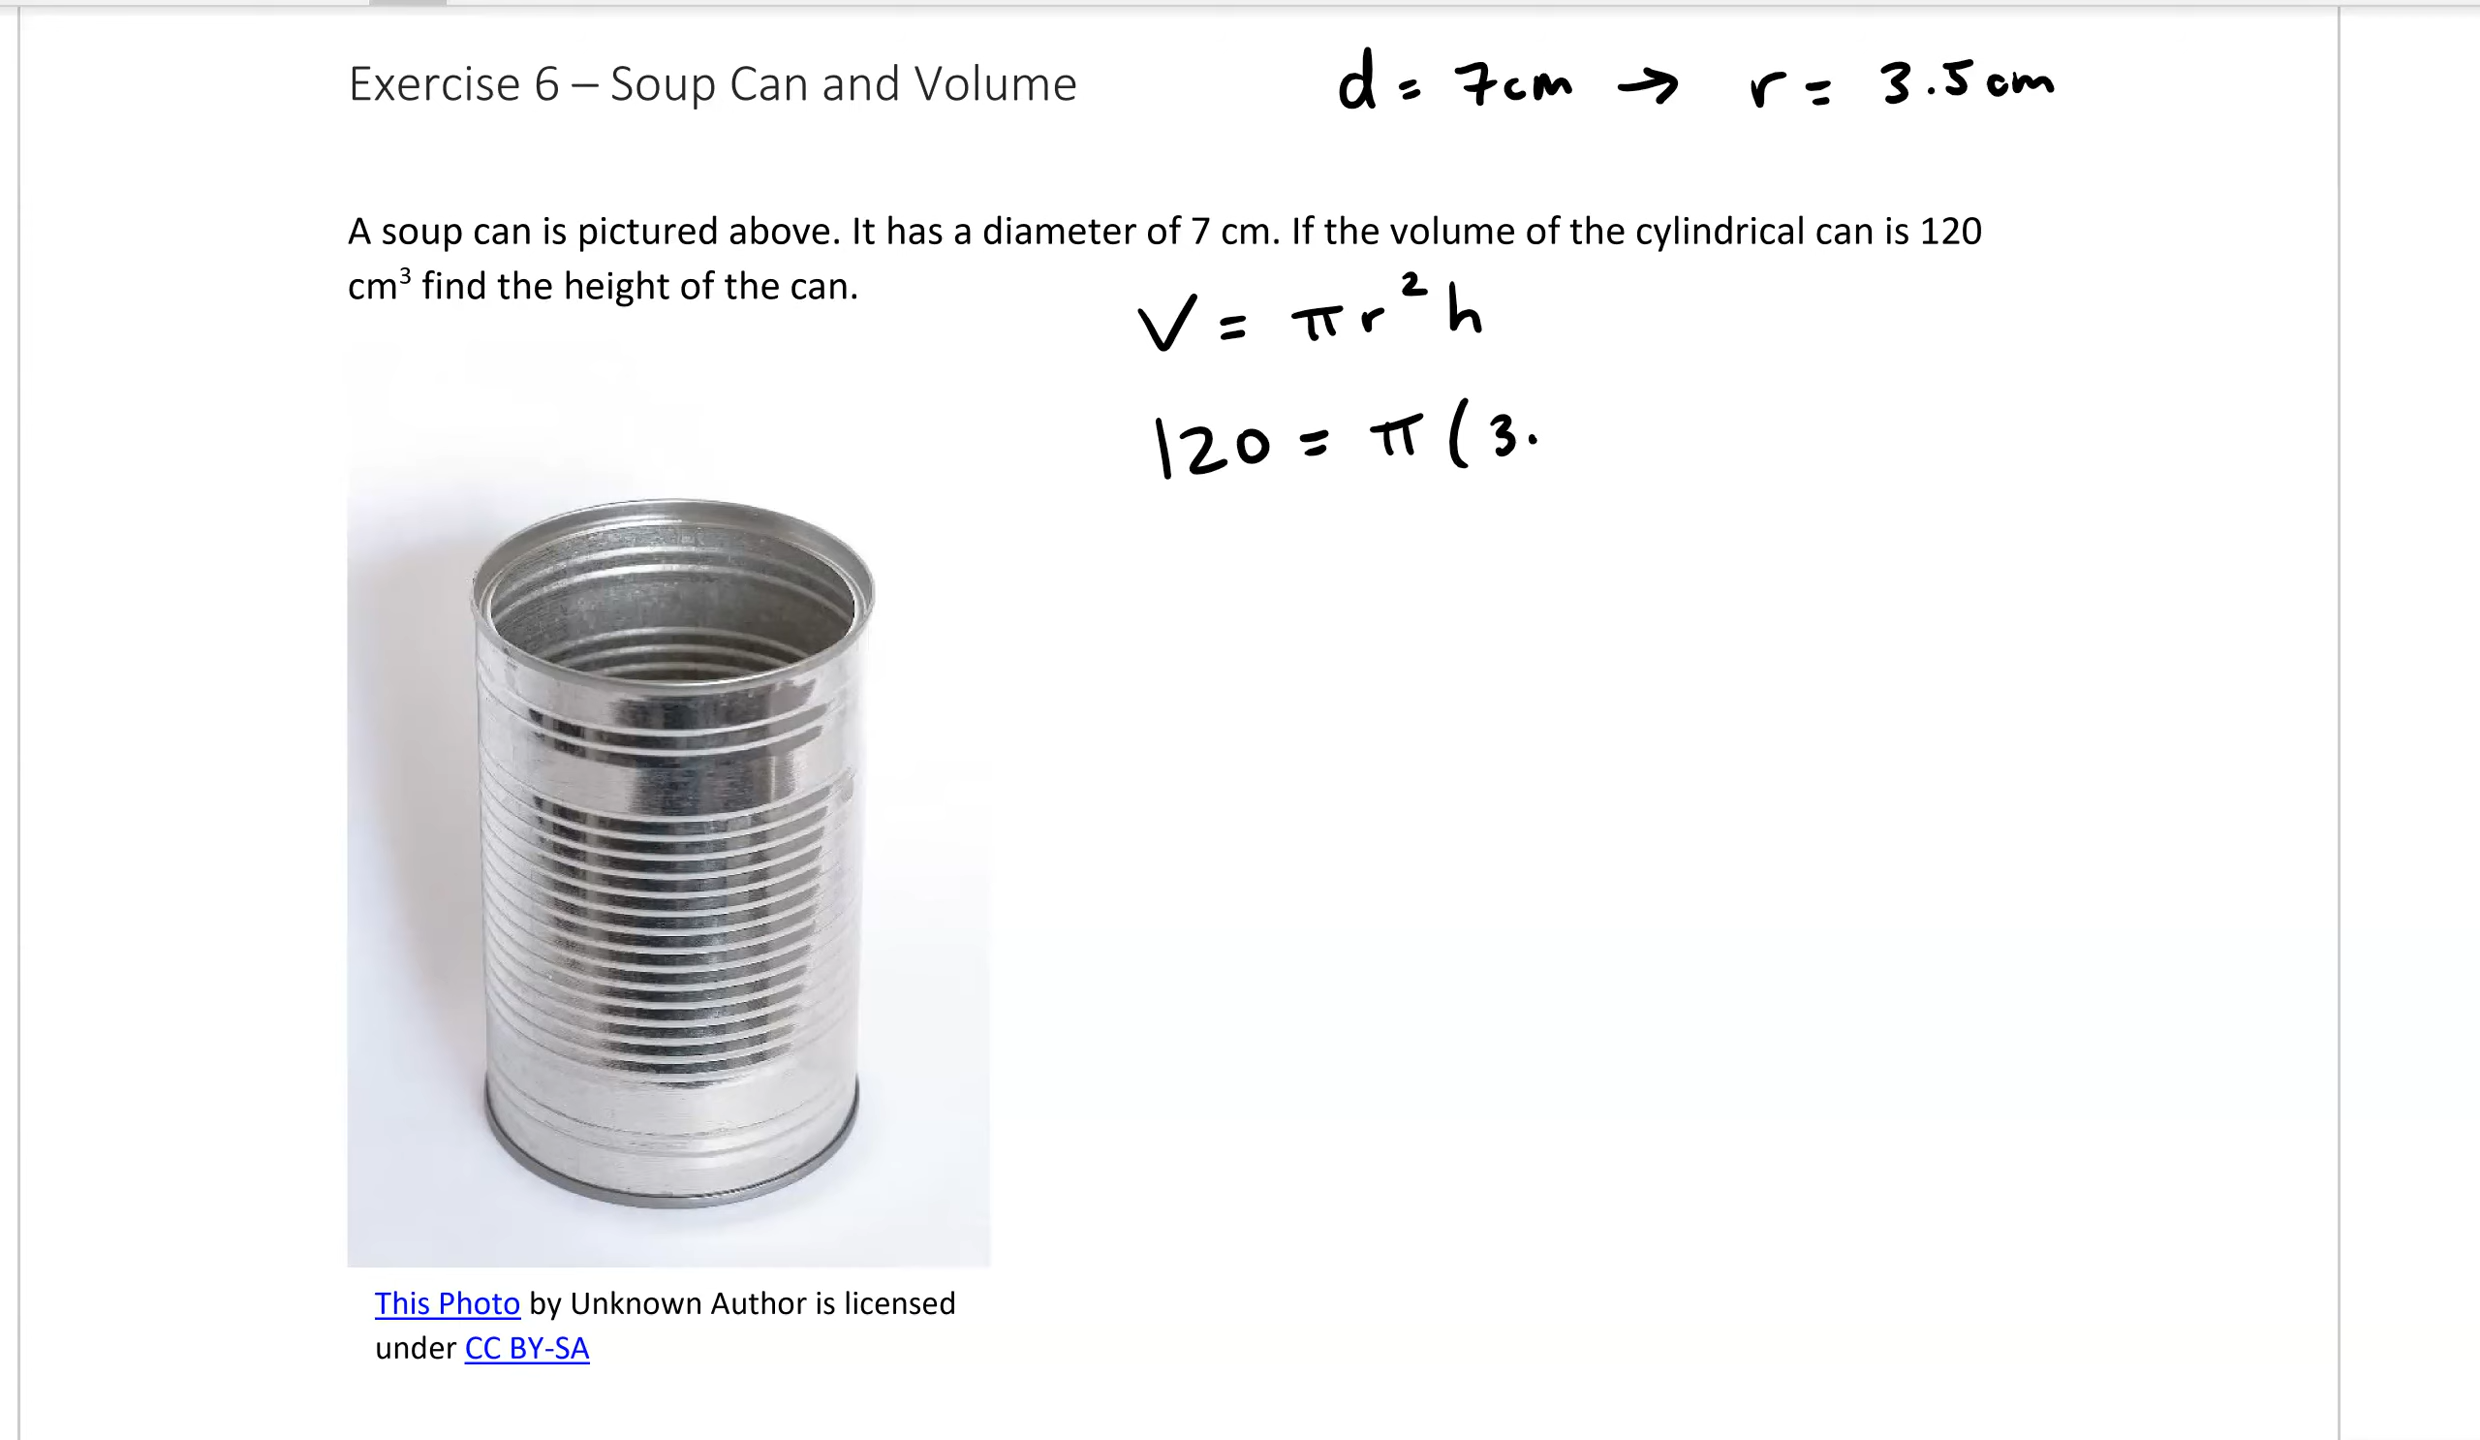 Exercise 6 – Soup Can and Volume
d = 7cm → r = 3.5cm
A soup can is pictured above. It has a diameter of 7 cm. If the volume of the cylindrical can is 120
cm³ find the height of the can.
V = πr²h
120 = π(3.
This Photo by Unknown Author is licensed
under CC BY-SA